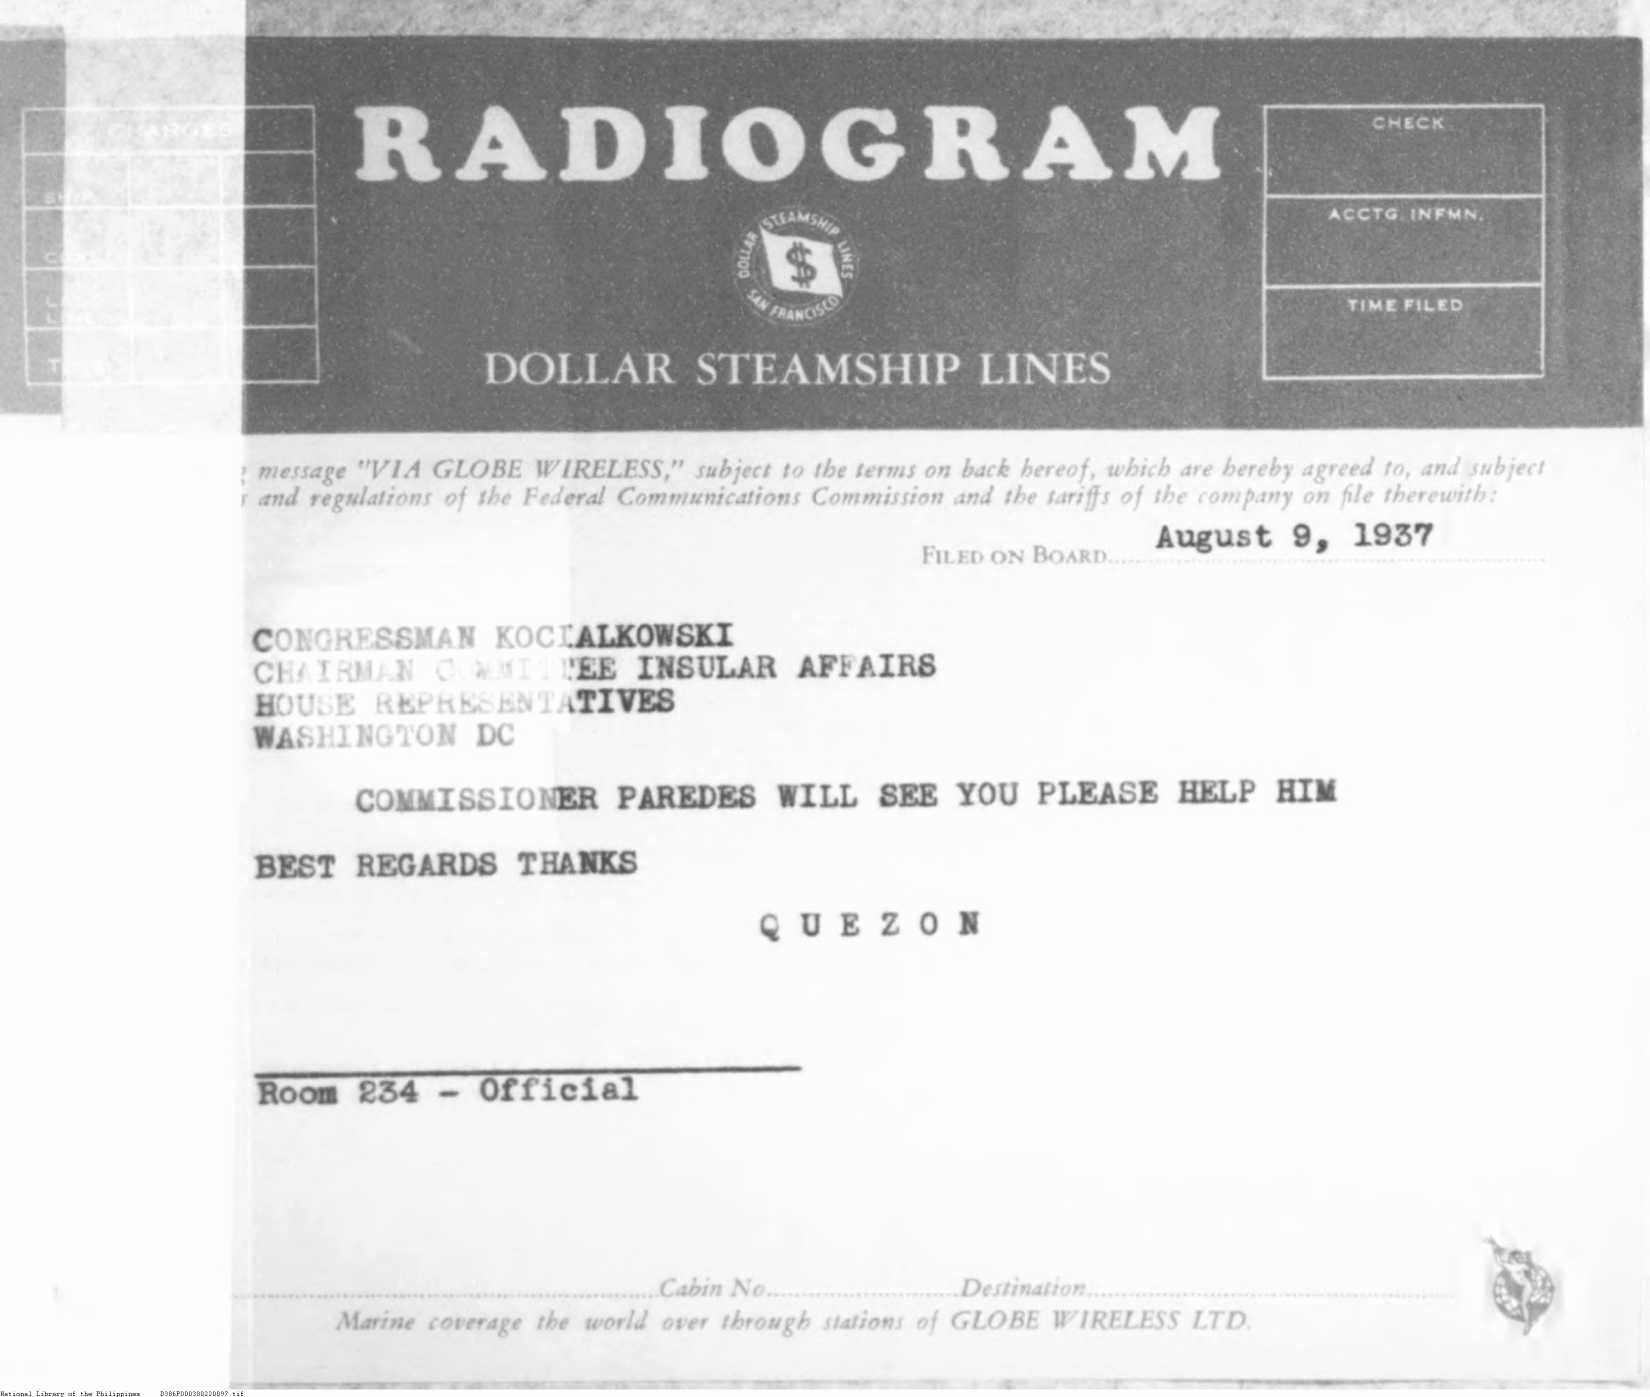 CHARGES
RADIOGRAM
CHECK
ACCTG. INFMN.
TIME FILED
DOLLAR STEAMSHIP LINES
SAN FRANCISCO
$
DOLLAR STEAMSHIP LINES
message "VIA GLOBE WIRELESS," subject to the terms on back hereof, which are hereby agreed to, and subject
and regulations of the Federal Communications Commission and the tariffs of the company on file therewith:
FILED ON BOARD August 9, 1937
CONGRESSMAN KOCIALKOWSKI
CHAIRMAN COMMITTEE INSULAR AFFAIRS
HOUSE REPRESENTATIVES
WASHINGTON DC
COMMISSIONER PAREDES WILL SEE YOU PLEASE HELP HIM
BEST REGARDS THANKS
Q U E Z O N
Room 234 - Official
Cabin No. Destination
Marine coverage the world over through stations of GLOBE WIRELESS LTD.
National Library of the Philippines D386P000300220097.tif